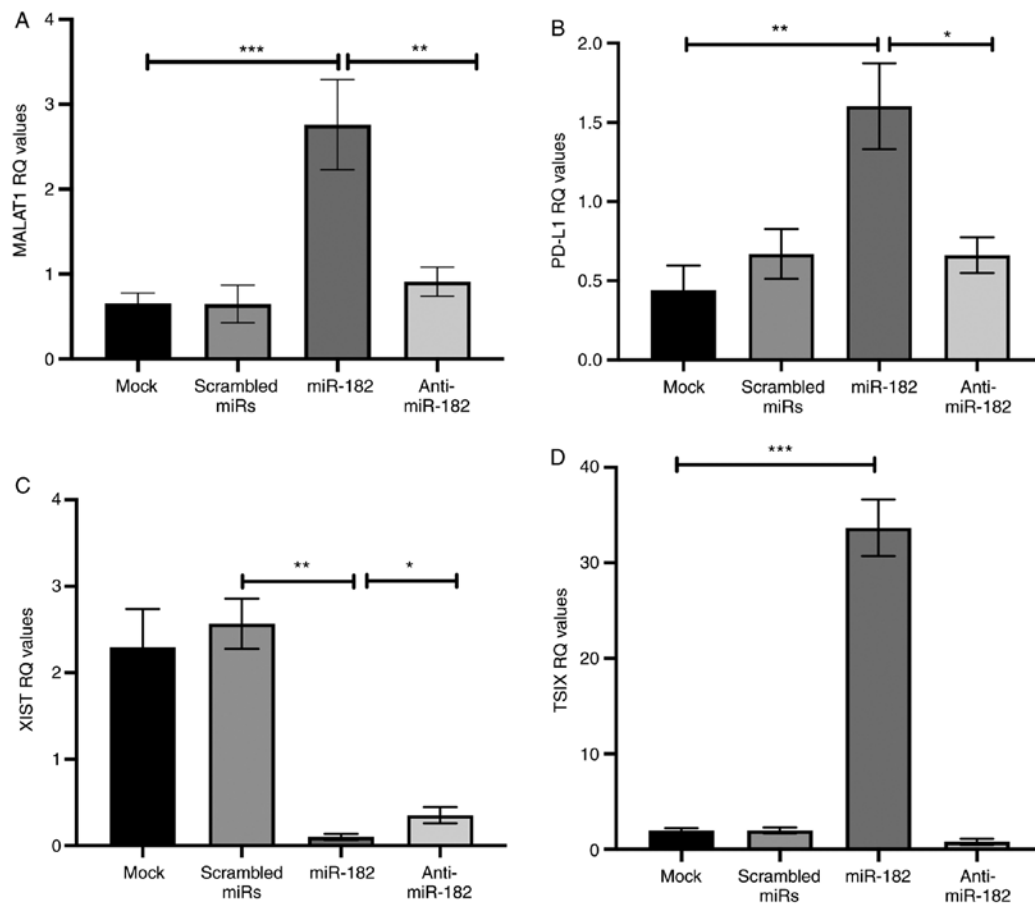 A
MALAT1 RQ values
4
3
2
1
0
***
**
Mock
Scrambled
miRs
miR-182
Anti-
miR-182
B
PD-L1 RQ values
2.0
1.5
1.0
0.5
0.0
**
*
Mock
Scrambled
miRs
miR-182
Anti-
miR-182
C
XIST RQ values
4
3
2
1
0
**
*
Mock
Scrambled
miRs
miR-182
Anti-
miR-182
D
TSIX RQ values
40
30
20
10
0
***
Mock
Scrambled
miRs
miR-182
Anti-
miR-182